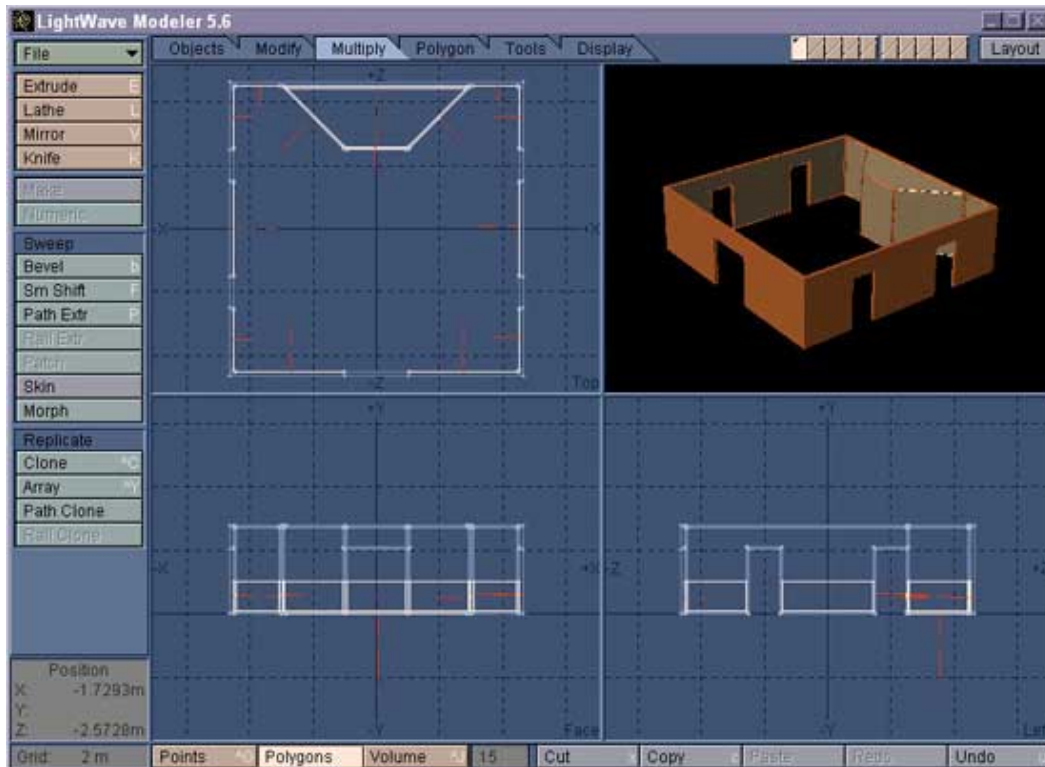 LightWave Modeler 5.6
File
Objects Modify Multiply Polygon Tools Display
Layout
Extrude E
Lathe L
Mirror V
Knife K
Make
Numeric
Sweep
Bevel b
Sm Shift F
Path Extr P
Rail Extr
Patch
Skin
Morph
Replicate
Clone ^C
Array ^Y
Path Clone
Rail Clone
Position
X: -1.7293m
Y:
Z: -2.5728m
Grid: 2 m
+Z
-X +X
-Z Top
+Y
-X +X
-Y Face
+Y
-Z +Z
-Y Left
Points Polygons Volume 15 Cut Copy Paste Redo Undo